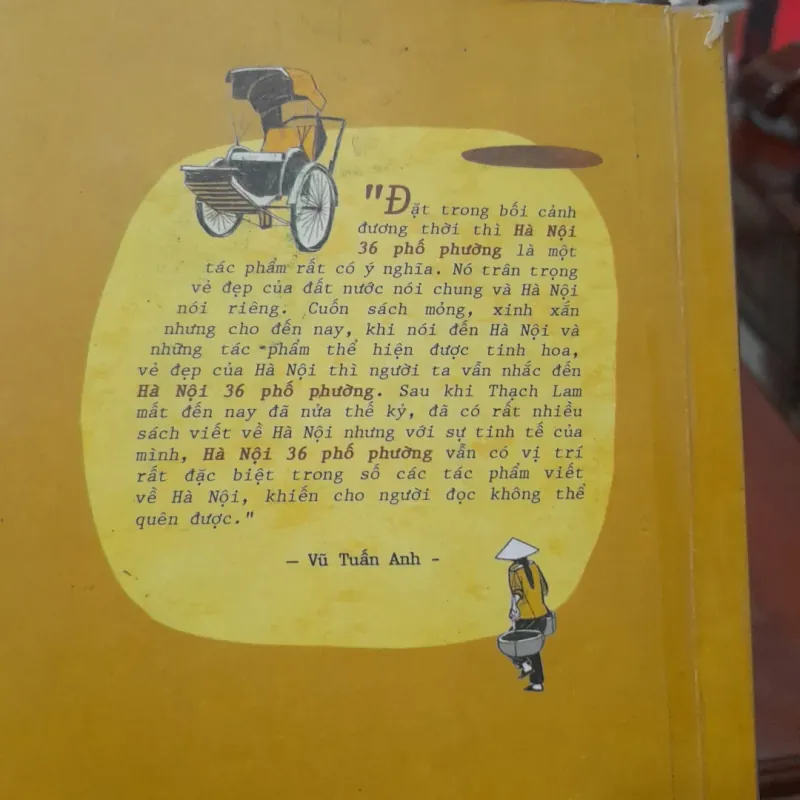 "Đặt trong bối cảnh
đương thời thì Hà Nội
36 phố phường là một
tác phẩm rất có ý nghĩa. Nó trân trọng
vẻ đẹp của đất nước nói chung và Hà Nội
nói riêng. Cuốn sách mỏng, xinh xắn
nhưng cho đến nay, khi nói đến Hà Nội và
những tác phẩm thể hiện được tinh hoa,
vẻ đẹp của Hà Nội thì người ta vẫn nhắc đến
Hà Nội 36 phố phường. Sau khi Thạch Lam
mất đến nay đã nửa thế kỷ, đã có rất nhiều
sách viết về Hà Nội nhưng với sự tinh tế của
mình, Hà Nội 36 phố phường vẫn có vị trí
rất đặc biệt trong số các tác phẩm viết
về Hà Nội, khiến cho người đọc không thể
quên được."
– Vũ Tuấn Anh -